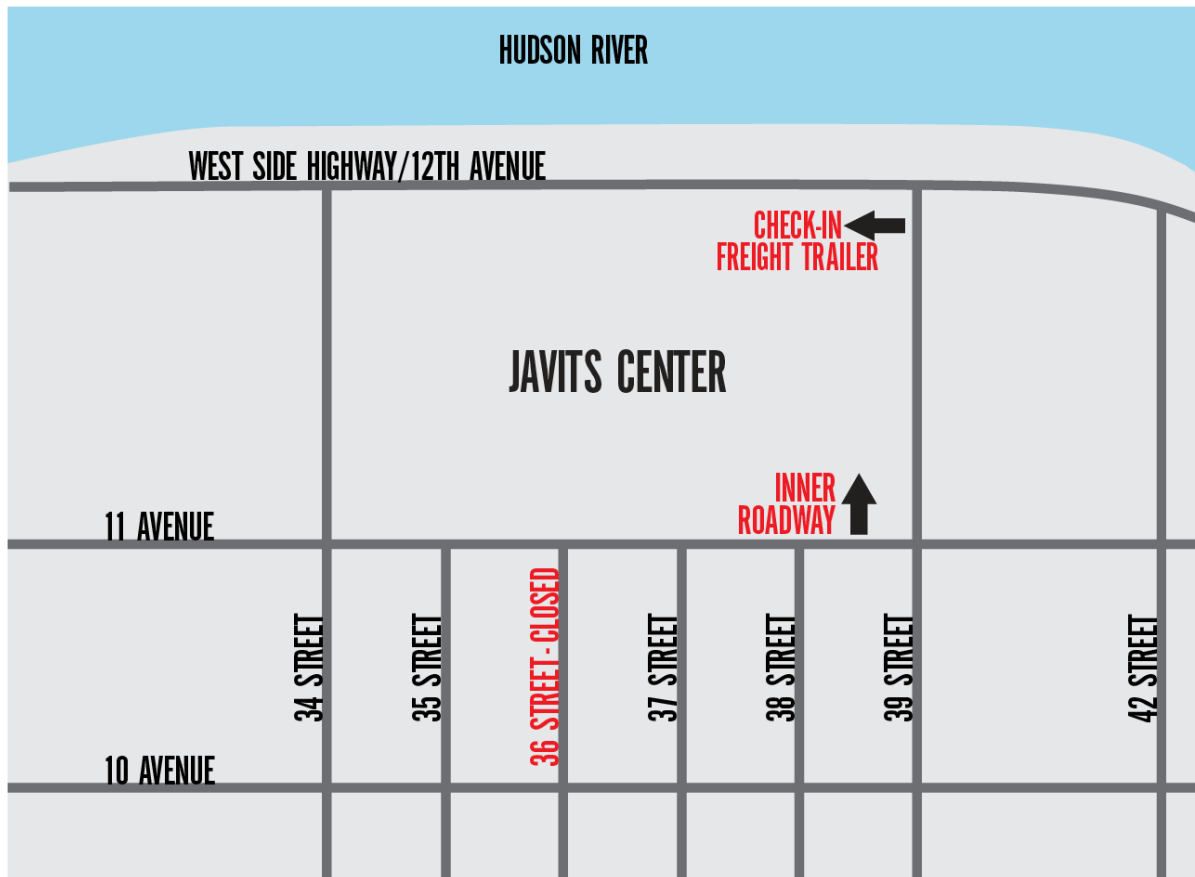 HUDSON RIVER
WEST SIDE HIGHWAY/12TH AVENUE
CHECK-IN
FREIGHT TRAILER
JAVITS CENTER
INNER
ROADWAY
11 AVENUE
34 STREET
35 STREET
36 STREET - CLOSED
37 STREET
38 STREET
39 STREET
42 STREET
10 AVENUE